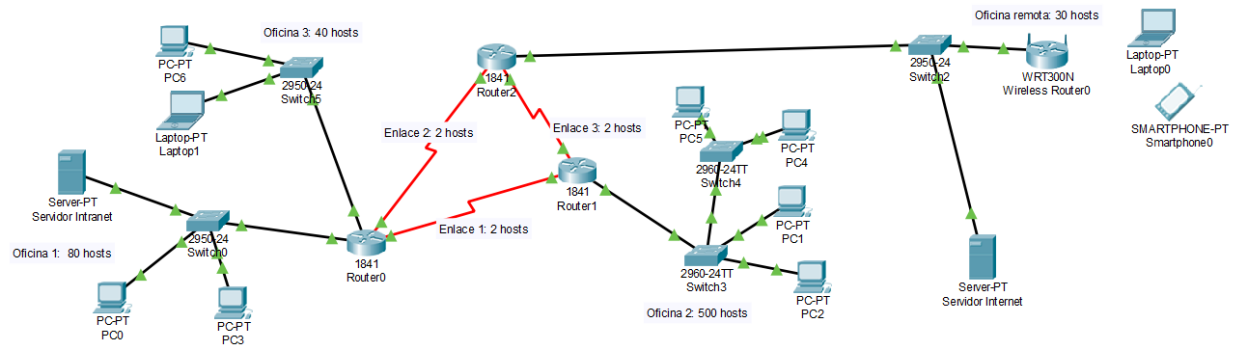 Oficina 3: 40 hosts
PC-PT
PC6
2950-24
Switch5
Laptop-PT
Laptop1
Server-PT
Servidor Intranet
2950-24
Switch0
Oficina 1:  80 hosts
PC-PT
PC0
PC-PT
PC3
1841
Router0
1841
Router2
Enlace 2: 2 hosts
Enlace 3: 2 hosts
Enlace 1: 2 hosts
1841
Router1
PC-PT
PC5
PC-PT
PC4
2960-24TT
Switch4
PC-PT
PC1
2960-24TT
Switch3
PC-PT
PC2
Oficina 2: 500 hosts
Oficina remota: 30 hosts
2950-24
Switch2
WRT300N
Wireless Router0
Laptop-PT
Laptop0
SMARTPHONE-PT
Smartphone0
Server-PT
Servidor Internet